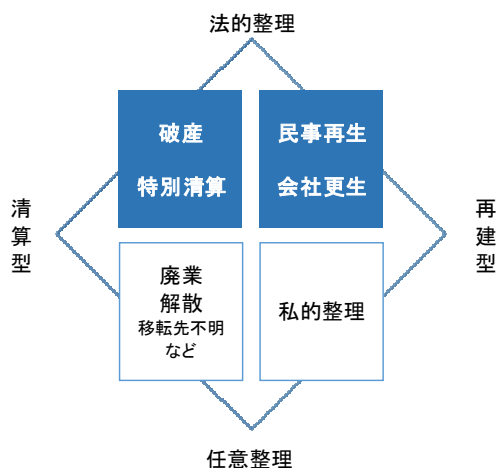 法的整理
破産
特別清算
民事再生
会社更生
清算型
再建型
廃業
解散
移転先不明
など
私的整理
任意整理